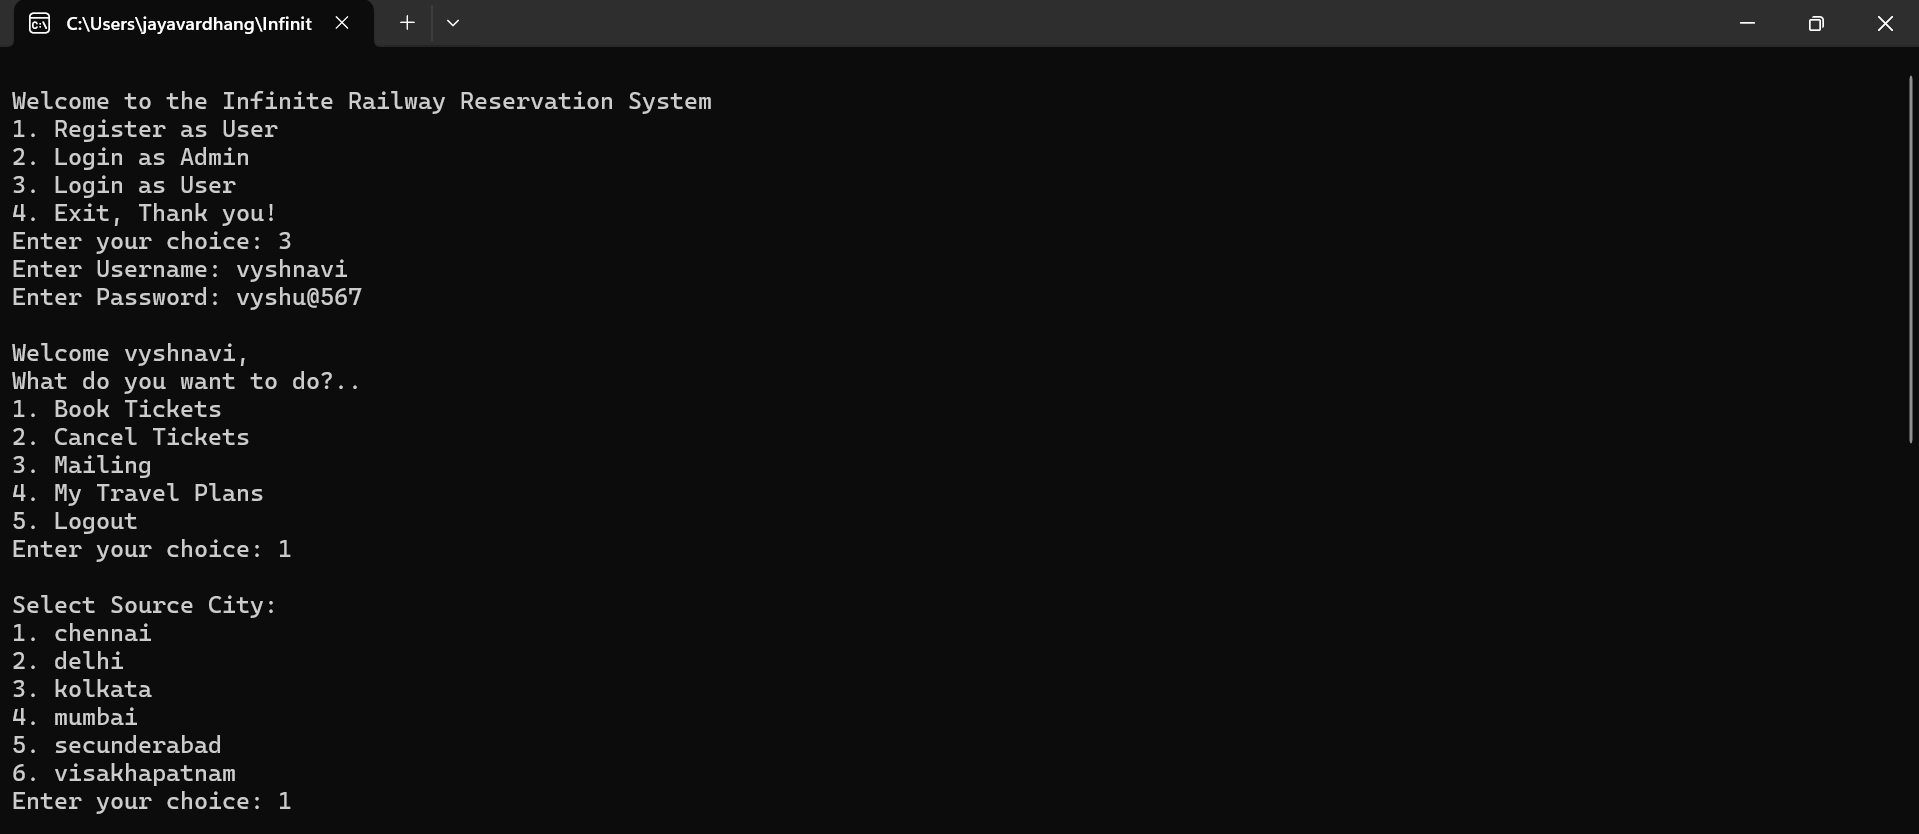 C:\Users\jayavardhang\Infinit
Welcome to the Infinite Railway Reservation System
1. Register as User
2. Login as Admin
3. Login as User
4. Exit, Thank you!
Enter your choice: 3
Enter Username: vyshnavi
Enter Password: vyshu@567
Welcome vyshnavi,
What do you want to do?..
1. Book Tickets
2. Cancel Tickets
3. Mailing
4. My Travel Plans
5. Logout
Enter your choice: 1
Select Source City:
1. chennai
2. delhi
3. kolkata
4. mumbai
5. secunderabad
6. visakhapatnam
Enter your choice: 1